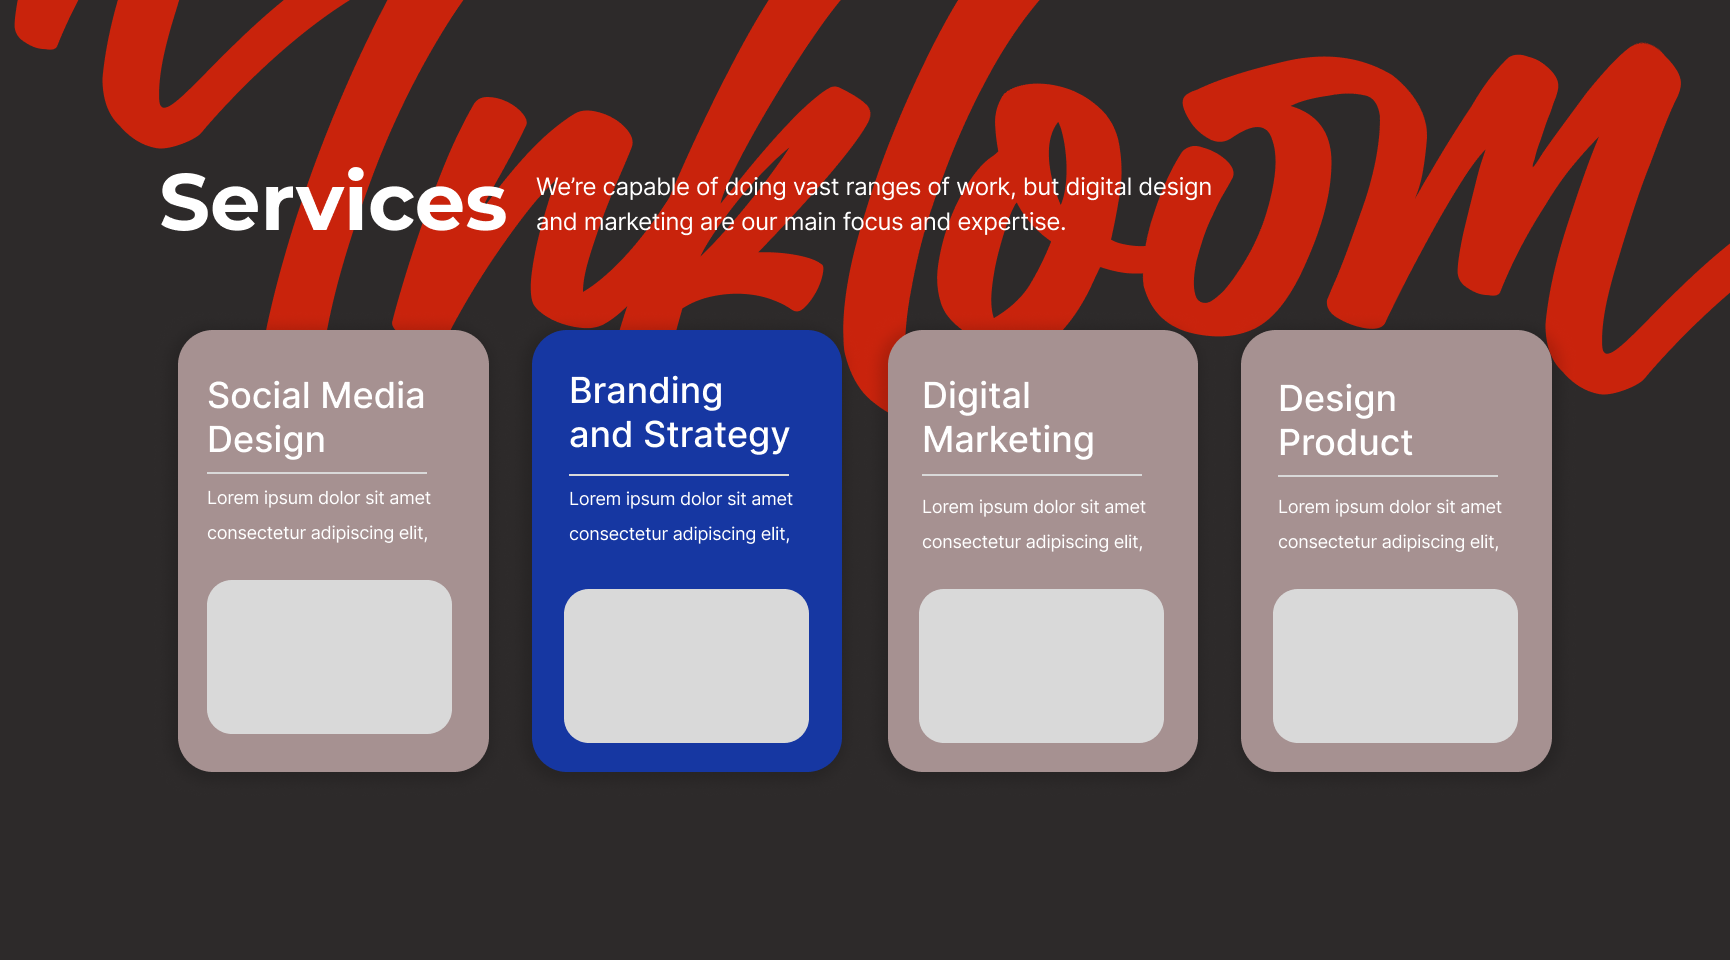 Inkloom
Services
We’re capable of doing vast ranges of work, but digital design
and marketing are our main focus and expertise.
Social Media
Design
Lorem ipsum dolor sit amet
consectetur adipiscing elit,
Branding
and Strategy
Lorem ipsum dolor sit amet
consectetur adipiscing elit,
Digital
Marketing
Lorem ipsum dolor sit amet
consectetur adipiscing elit,
Design
Product
Lorem ipsum dolor sit amet
consectetur adipiscing elit,